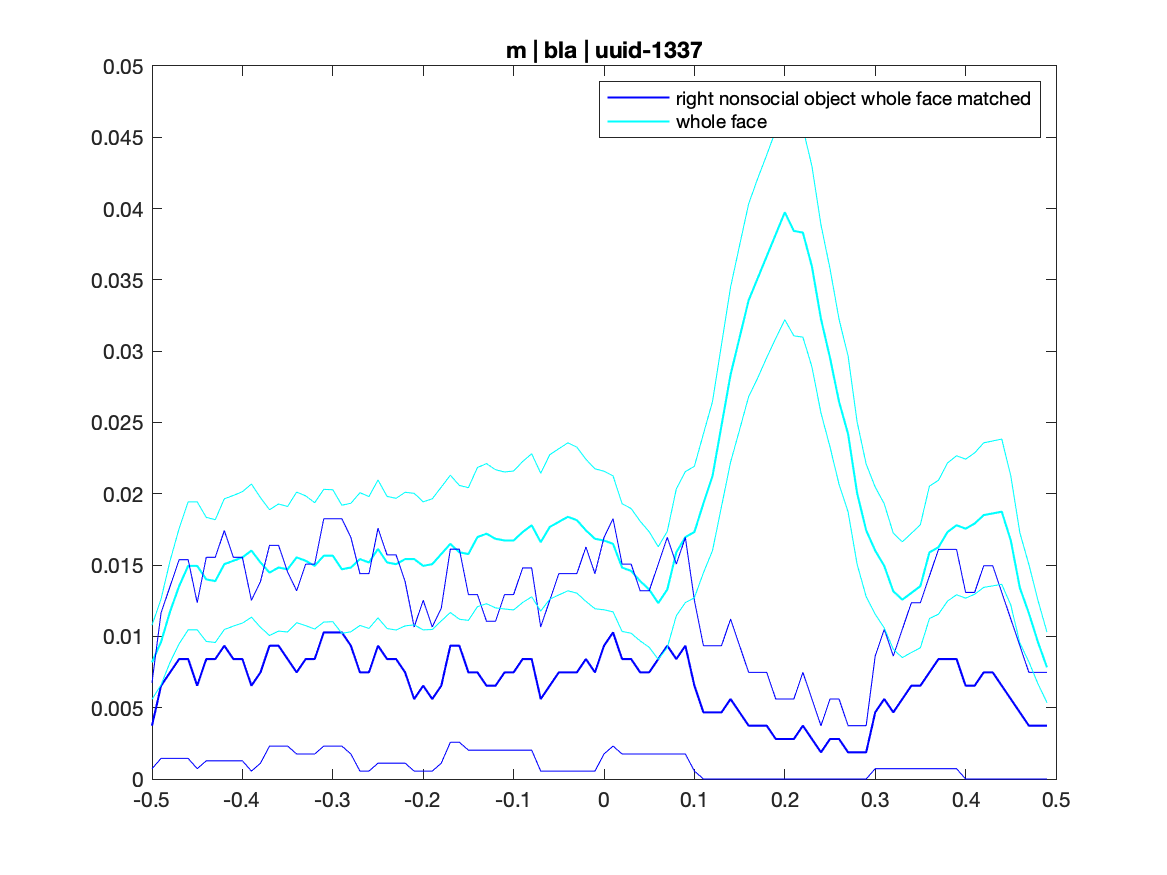 m | bla | uuid-1337
right nonsocial object whole face matched
whole face
0.05
0.045
0.04
0.035
0.03
0.025
0.02
0.015
0.01
0.005
0
-0.5 -0.4 -0.3 -0.2 -0.1 0 0.1 0.2 0.3 0.4 0.5